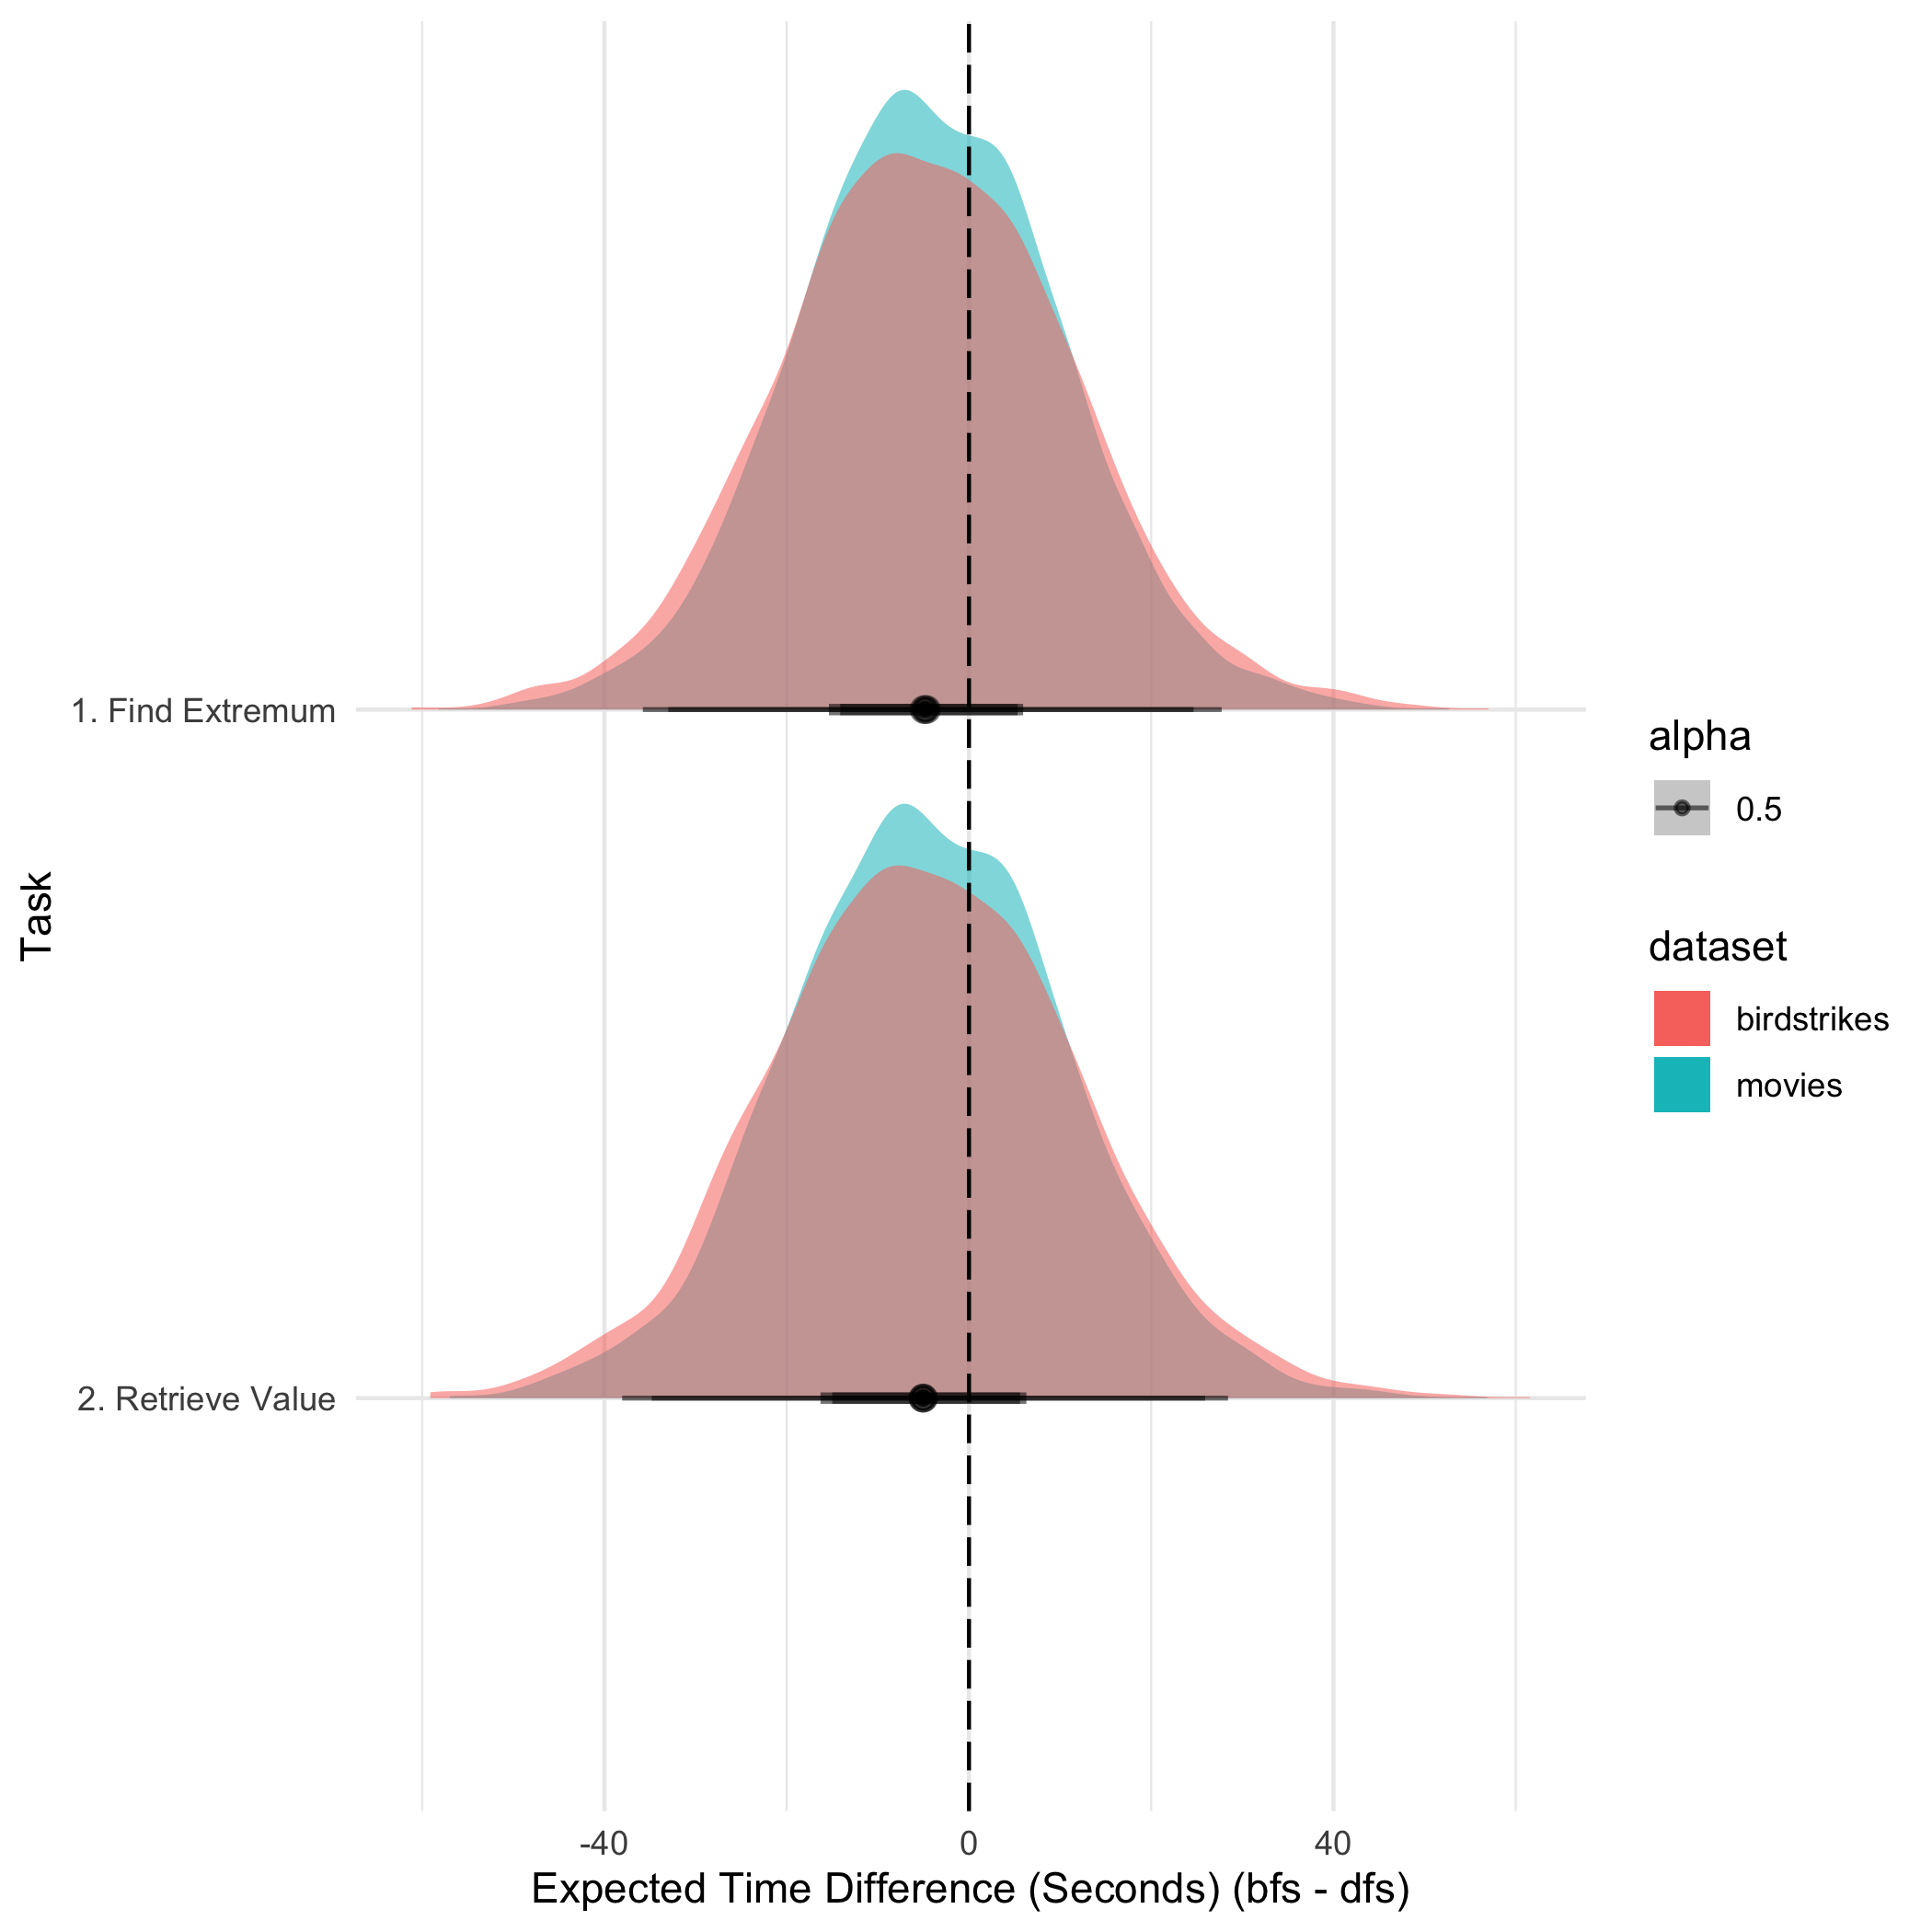 1. Find Extremum
2. Retrieve Value
Task
-40
0
40
Expected Time Difference (Seconds) (bfs - dfs)
alpha
0.5
dataset
birdstrikes
movies